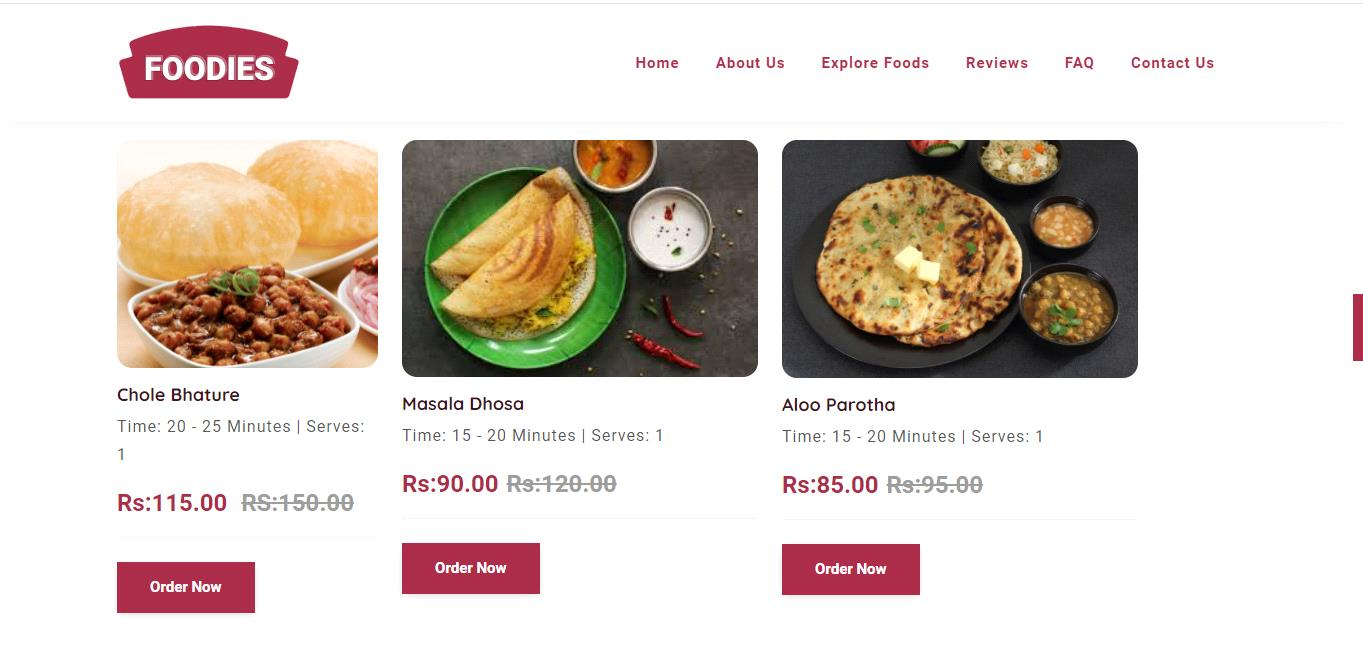 FOODIES
Home About Us Explore Foods Reviews FAQ Contact Us
Chole Bhature
Time: 20 - 25 Minutes | Serves:
1
Rs:115.00 RS:150.00
Order Now
Masala Dhosa
Time: 15 - 20 Minutes | Serves: 1
Rs:90.00 Rs:120.00
Order Now
Aloo Parotha
Time: 15 - 20 Minutes | Serves: 1
Rs:85.00 Rs:95.00
Order Now